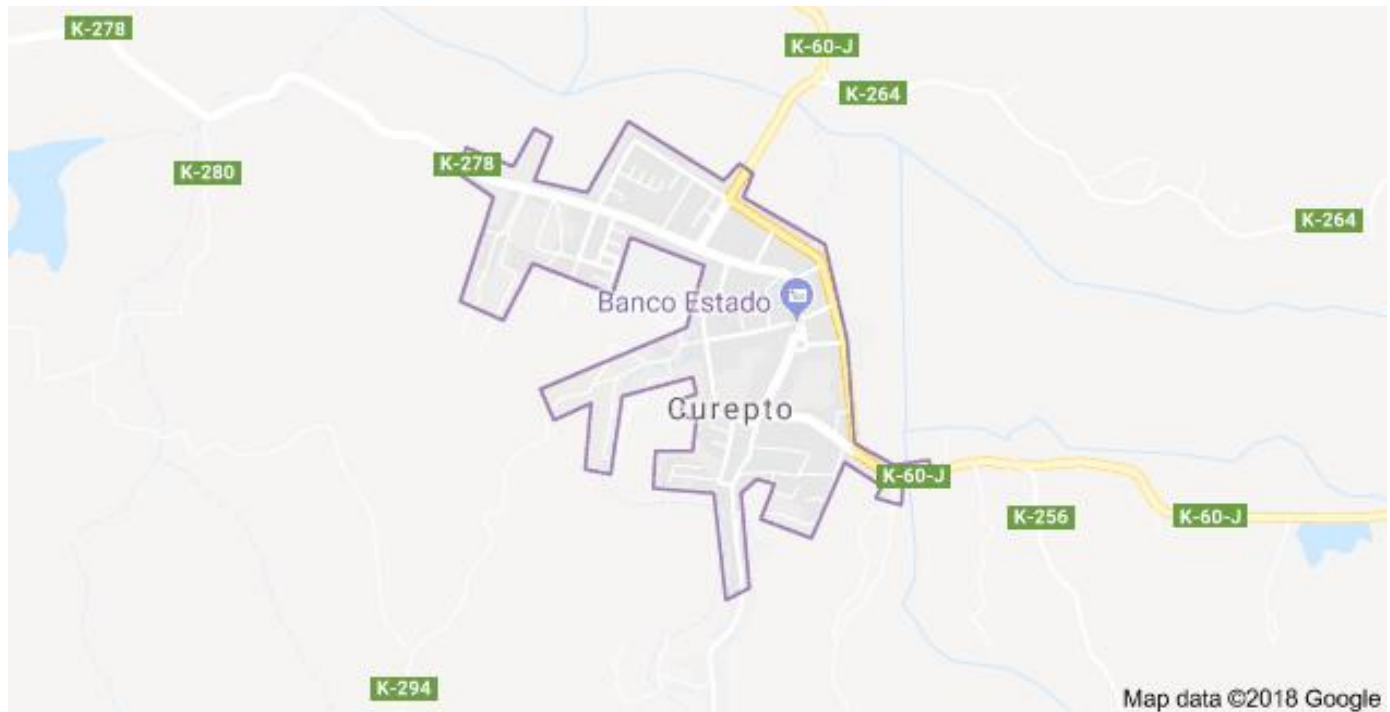 K-278
K-60-J
K-264
K-278
K-280
K-264
Banco Estado
Curepto
K-60-J
K-256
K-60-J
K-294
Map data ©2018 Google